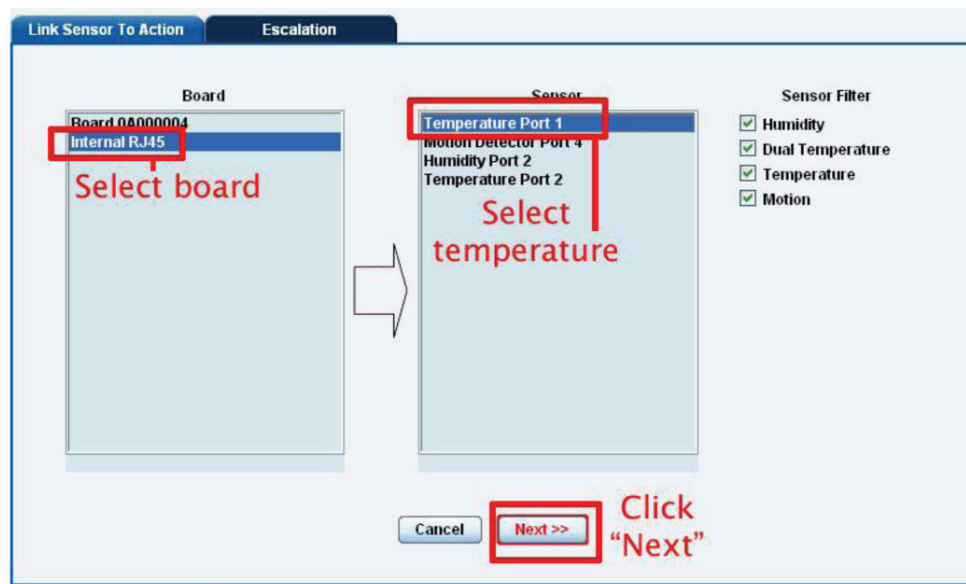 Link Sensor To Action
Escalation
Board
Sensor
Sensor Filter
Board 0A000004
Internal RJ45
Select board
Temperature Port 1
Motion Detector Port 4
Humidity Port 2
Temperature Port 2
Select
temperature
Humidity
Dual Temperature
Temperature
Motion
Cancel
Next >>
Click
“Next”